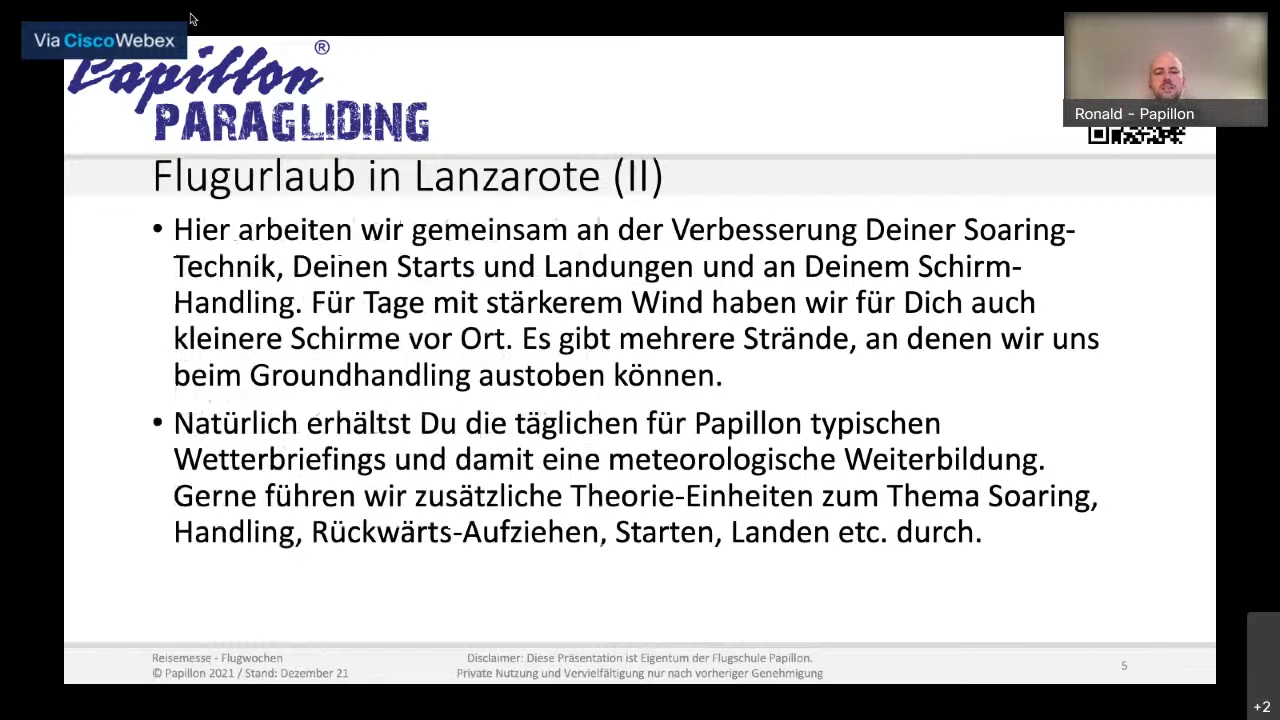 Via Cisco Webex
Papillon®
PARAGLIDING
Ronald - Papillon
Flugurlaub in Lanzarote (II)
• Hier arbeiten wir gemeinsam an der Verbesserung Deiner Soaring-
Technik, Deinen Starts und Landungen und an Deinem Schirm-
Handling. Für Tage mit stärkerem Wind haben wir für Dich auch
kleinere Schirme vor Ort. Es gibt mehrere Strände, an denen wir uns
beim Groundhandling austoben können.
• Natürlich erhältst Du die täglichen für Papillon typischen
Wetterbriefings und damit eine meteorologische Weiterbildung.
Gerne führen wir zusätzliche Theorie-Einheiten zum Thema Soaring,
Handling, Rückwärts-Aufziehen, Starten, Landen etc. durch.
Reisemesse - Flugwochen
© Papillon 2021 / Stand: Dezember 21
Disclaimer: Diese Präsentation ist Eigentum der Flugschule Papillon.
Private Nutzung und Vervielfältigung nur nach vorheriger Genehmigung
5
+2